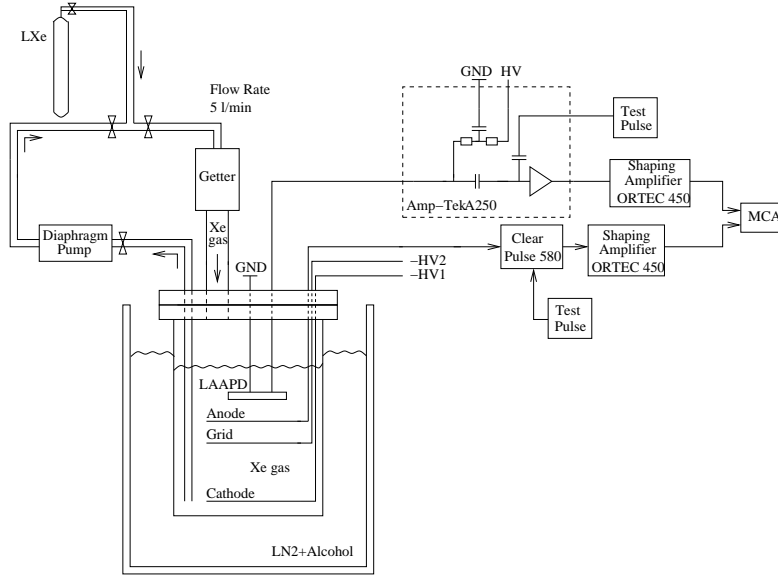 LXe
Flow Rate
5 l/min
GND
HV
Test
Pulse
Getter
Amp-TekA250
Shaping
Amplifier
ORTEC 450
MCA
Xe
gas
Diaphragm
Pump
GND
-HV2
-HV1
Clear
Pulse 580
Shaping
Amplifier
ORTEC 450
Test
Pulse
LAAPD
Anode
Grid
Xe gas
Cathode
LN2+Alcohol